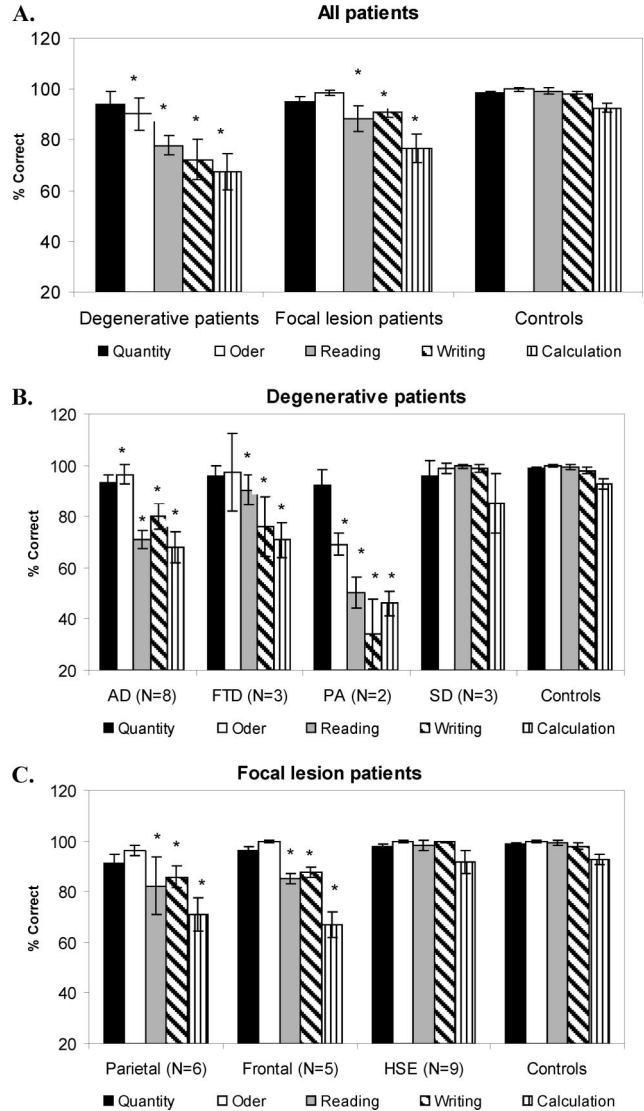 A.
All patients
120
100
80
60
40
20
% Correct
* * * * * * *
Degenerative patients Focal lesion patients Controls
Quantity Oder Reading Writing Calculation
B.
Degenerative patients
120
100
80
60
40
20
% Correct
* * * * * * * * * * *
AD (N=8) FTD (N=3) PA (N=2) SD (N=3) Controls
Quantity Oder Reading Writing Calculation
C.
Focal lesion patients
120
100
80
60
40
20
% Correct
* * * * * *
Parietal (N=6) Frontal (N=5) HSE (N=9) Controls
Quantity Oder Reading Writing Calculation